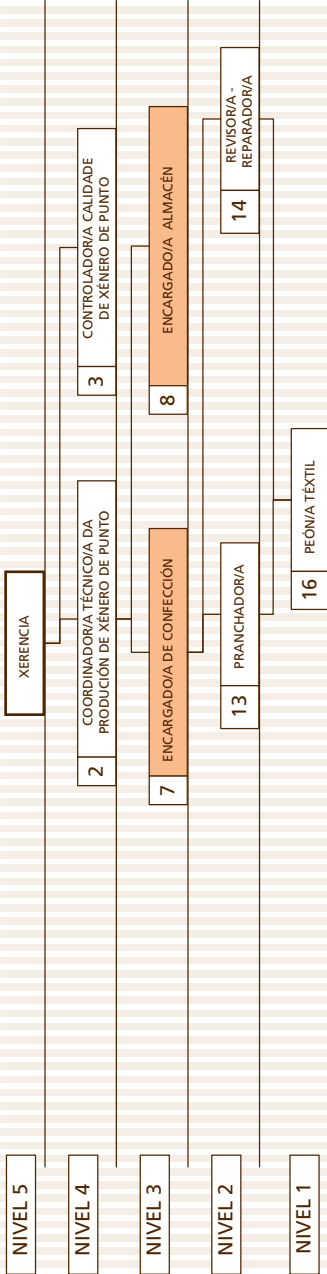 NIVEL 5
XERENCIA
NIVEL 4
2
COORDINADOR/A TÉCNICO/A DA
PRODUCIÓN DE XÉNERO DE PUNTO
3
CONTROLADOR/A CALIDADE
DE XÉNERO DE PUNTO
NIVEL 3
7
ENCARGADO/A DE CONFECCIÓN
8
ENCARGADO/A ALMACÉN
NIVEL 2
13
PRANCHADOR/A
14
REVISOR/A -
REPARADOR/A
NIVEL 1
16
PEÓN/A TÉXTIL